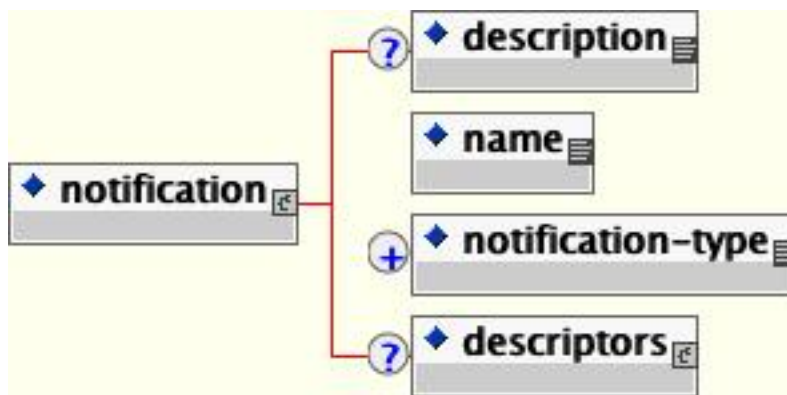 ? description
name
notification
+ notification-type
? descriptors